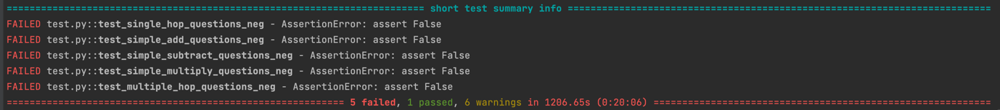 ========================================================================== short test summary info ==========================================================================
FAILED test.py::test_single_hop_questions_neg - AssertionError: assert False
FAILED test.py::test_simple_add_questions_neg - AssertionError: assert False
FAILED test.py::test_simple_subtract_questions_neg - AssertionError: assert False
FAILED test.py::test_simple_multiply_questions_neg - AssertionError: assert False
FAILED test.py::test_multiple_hop_questions_neg - AssertionError: assert False
============================================================ 5 failed, 1 passed, 6 warnings in 1206.65s (0:20:06) ============================================================